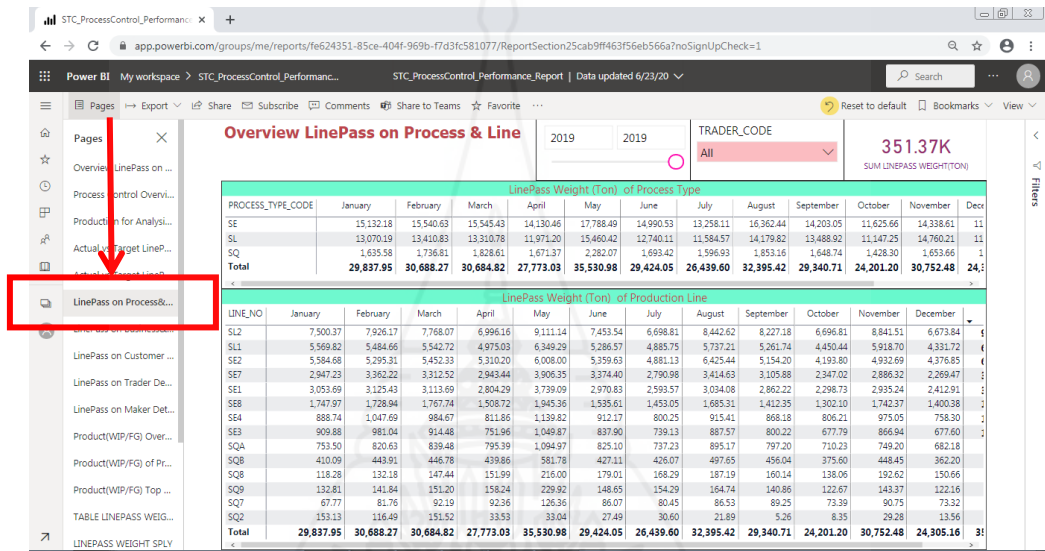 STC_ProcessControl_Performance
app.powerbi.com/groups/me/reports/fe624351-85ce-404f-969b-f7d3fc581077/ReportSection25cab9ff463f56eb566a?noSignUpCheck=1
Power BI My workspace > STC_ProcessControl_Performanc... STC_ProcessControl_Performance_Report | Data updated 6/23/20 Search ... A
Pages Export Share Subscribe Comments Share to Teams Favorite ... Reset to default Bookmarks View
Pages
Overview LinePass on ...
Process Control Overvi...
Production for Analysi...
Actual vs Target LineP...
Actual vs Target LineP...
LinePass on Process&...
LinePass on Business&...
LinePass on Customer ...
LinePass on Trader De...
LinePass on Maker Det...
Product(WIP/FG) Over...
Product(WIP/FG) of Pr...
Product(WIP/FG) Top ...
TABLE LINEPASS WEIG...
LINEPASS WEIGHT SPLY
Overview LinePass on Process & Line
2019 2019
TRADER_CODE
All
351.37K
SUM LINEPASS WEIGHT(TON)
Filters
LinePass Weight (Ton) of Process Type
PROCESS_TYPE_CODE January February March April May June July August September October November Dece
SE 15,132.18 15,540.63 15,545.43 14,130.46 17,788.49 14,990.53 13,258.11 16,362.44 14,203.05 11,625.66 14,338.61 11
SL 13,070.19 13,410.83 13,310.78 11,971.20 15,460.42 12,740.11 11,584.57 14,179.82 13,488.92 11,147.25 14,760.21 11
SQ 1,635.58 1,736.81 1,828.61 1,671.37 2,282.07 1,693.42 1,596.93 1,853.16 1,648.74 1,428.30 1,653.66 1
Total 29,837.95 30,688.27 30,684.82 27,773.03 35,530.98 29,424.05 26,439.60 32,395.42 29,340.71 24,201.20 30,752.48 24,3
LinePass Weight (Ton) of Production Line
LINE_NO January February March April May June July August September October November December
SL2 7,500.37 7,926.17 7,768.07 6,996.16 9,111.14 7,453.54 6,698.81 8,442.62 8,227.18 6,696.81 8,841.51 6,673.84
SL1 5,569.82 5,484.66 5,542.72 4,975.03 6,349.29 5,286.57 4,885.75 5,737.21 5,261.74 4,450.44 5,918.70 4,331.72
SE2 5,584.68 5,295.31 5,452.33 5,310.20 6,008.00 5,359.63 4,881.13 6,425.44 5,154.20 4,193.80 4,932.69 4,376.85
SE7 2,947.23 3,362.22 3,312.52 2,943.44 3,906.35 3,374.40 2,790.98 3,414.63 3,105.88 2,347.02 2,886.32 2,269.47
SE1 3,053.69 3,125.43 3,113.69 2,804.29 3,739.09 2,970.83 2,593.57 3,034.08 2,862.22 2,298.73 2,935.24 2,412.91
SE8 1,747.97 1,728.94 1,767.74 1,508.72 1,945.36 1,535.61 1,453.05 1,685.31 1,412.35 1,302.10 1,742.37 1,400.38
SE4 888.74 1,047.69 984.67 811.86 1,139.82 912.17 800.25 915.41 868.18 806.21 975.05 758.30
SE3 909.88 981.04 914.48 751.96 1,049.87 837.90 739.13 887.57 800.22 677.79 866.94 677.60
SQA 753.50 820.63 839.48 795.39 1,094.97 825.10 737.23 895.17 797.20 710.23 749.20 682.18
SQB 410.09 443.91 446.78 439.86 581.78 427.11 426.07 497.65 456.04 375.60 448.45 362.20
SQ8 118.28 132.18 147.44 151.99 216.00 179.01 168.29 187.19 160.14 138.06 192.62 150.66
SQ9 132.81 141.84 151.20 158.24 229.92 148.65 154.29 164.74 140.86 122.67 143.37 122.16
SQ7 67.77 81.76 92.19 92.36 126.36 86.07 80.45 86.53 89.25 73.39 90.75 73.32
SQ2 153.13 116.49 151.52 33.53 33.04 27.49 30.60 21.89 5.26 8.35 29.28 13.56
Total 29,837.95 30,688.27 30,684.82 27,773.03 35,530.98 29,424.05 26,439.60 32,395.42 29,340.71 24,201.20 30,752.48 24,305.16 35